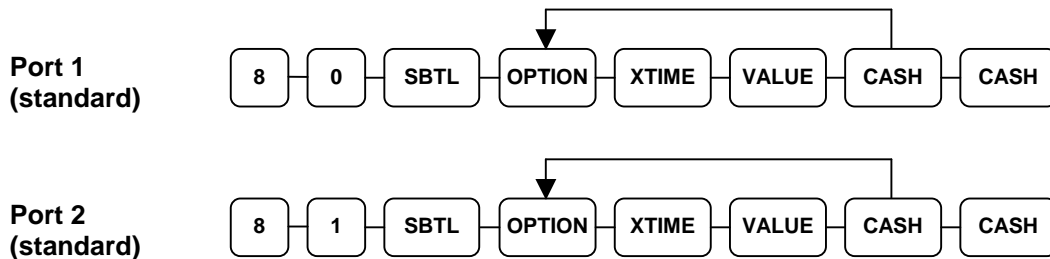 Port 1
(standard)
8 0 SBTL OPTION XTIME VALUE CASH CASH
Port 2
(standard)
8 1 SBTL OPTION XTIME VALUE CASH CASH